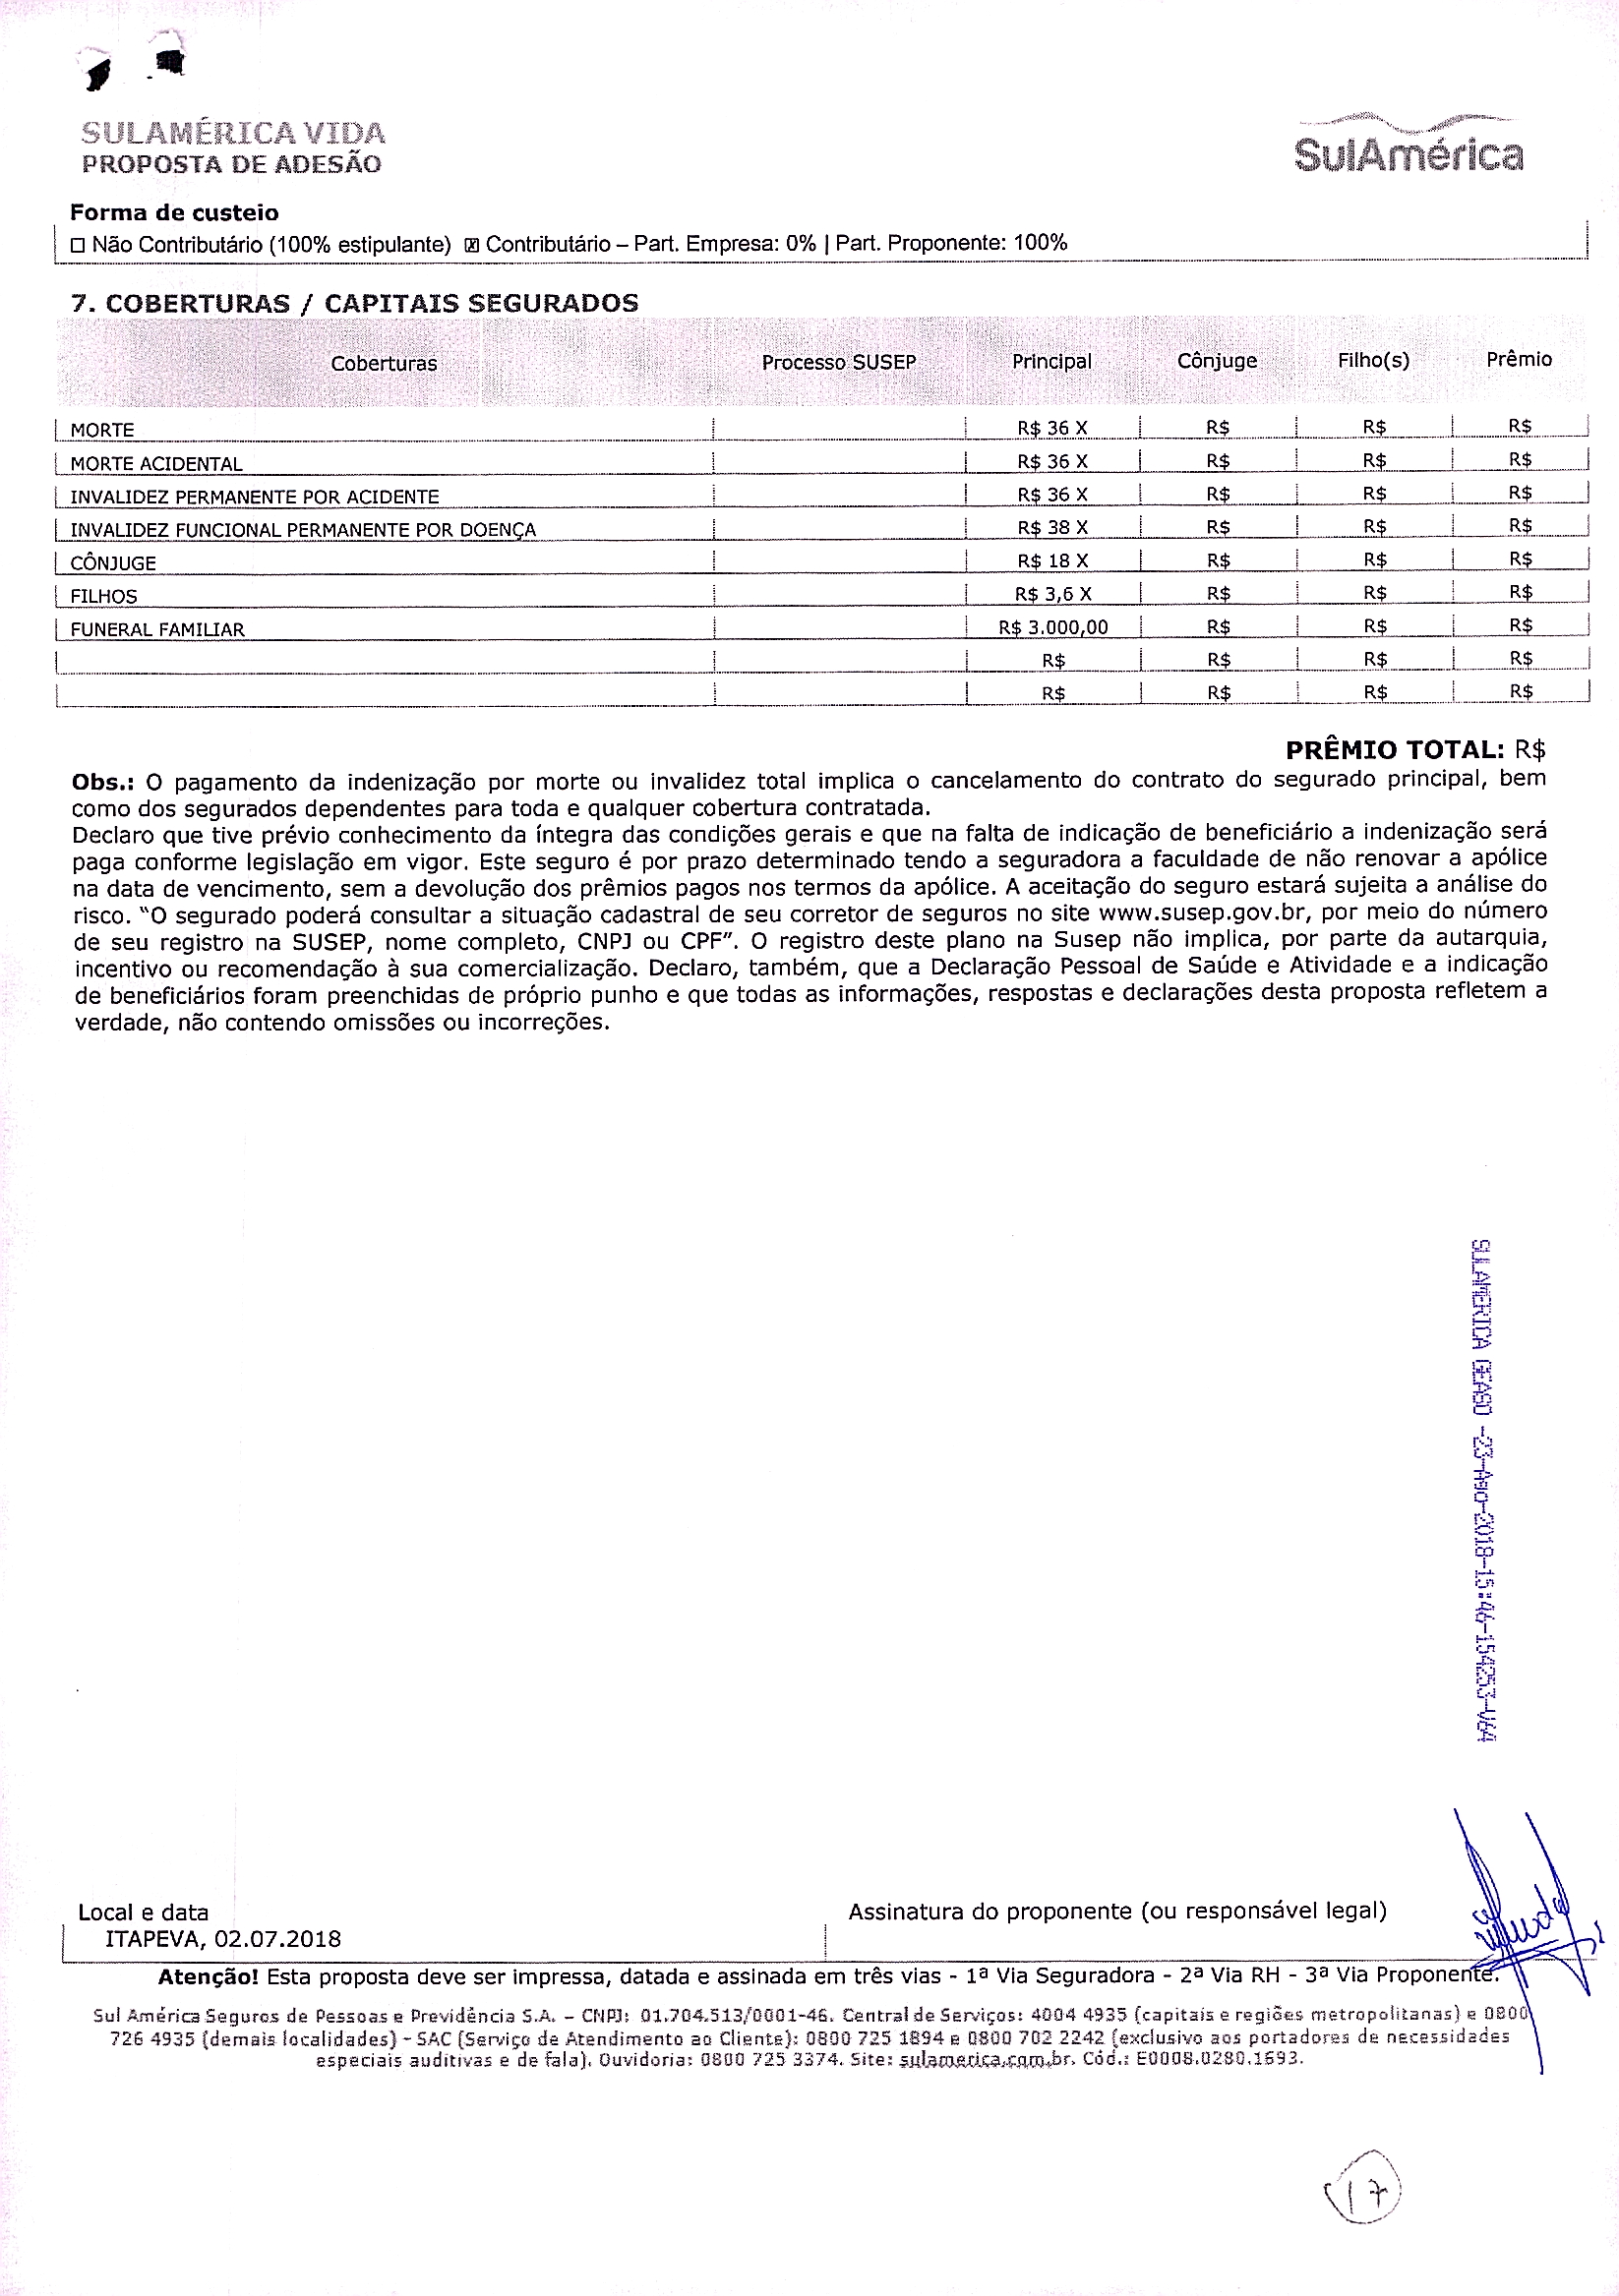 SULAMÉRICA VIDA
PROPOSTA DE ADESÃO
SulAmérica
Forma de custeio
☐ Não Contributário (100% estipulante) ☒ Contributário – Part. Empresa: 0% | Part. Proponente: 100%
7. COBERTURAS / CAPITAIS SEGURADOS
Coberturas Processo SUSEP Principal Cônjuge Filho(s) Prêmio
MORTE R$ 36 X R$ R$ R$
MORTE ACIDENTAL R$ 36 X R$ R$ R$
INVALIDEZ PERMANENTE POR ACIDENTE R$ 36 X R$ R$ R$
INVALIDEZ FUNCIONAL PERMANENTE POR DOENÇA R$ 38 X R$ R$ R$
CÔNJUGE R$ 18 X R$ R$ R$
FILHOS R$ 3,6 X R$ R$ R$
FUNERAL FAMILIAR R$ 3.000,00 R$ R$ R$
R$ R$ R$ R$
R$ R$ R$ R$
PRÊMIO TOTAL: R$
Obs.: O pagamento da indenização por morte ou invalidez total implica o cancelamento do contrato do segurado principal, bem
como dos segurados dependentes para toda e qualquer cobertura contratada.
Declaro que tive prévio conhecimento da íntegra das condições gerais e que na falta de indicação de beneficiário a indenização será
paga conforme legislação em vigor. Este seguro é por prazo determinado tendo a seguradora a faculdade de não renovar a apólice
na data de vencimento, sem a devolução dos prêmios pagos nos termos da apólice. A aceitação do seguro estará sujeita a análise do
risco. “O segurado poderá consultar a situação cadastral de seu corretor de seguros no site www.susep.gov.br, por meio do número
de seu registro na SUSEP, nome completo, CNPJ ou CPF”. O registro deste plano na Susep não implica, por parte da autarquia,
incentivo ou recomendação à sua comercialização. Declaro, também, que a Declaração Pessoal de Saúde e Atividade e a indicação
de beneficiários foram preenchidas de próprio punho e que todas as informações, respostas e declarações desta proposta refletem a
verdade, não contendo omissões ou incorreções.
SULAMERICA GEASO -23-Ago-2018-15:46-154253-
Local e data
Assinatura do proponente (ou responsável legal)
ITAPEVA, 02.07.2018
Atenção! Esta proposta deve ser impressa, datada e assinada em três vias - 1ª Via Seguradora - 2ª Via RH - 3ª Via Proponente.
Sul América Seguros de Pessoas e Previdência S.A. – CNPJ: 01.704.513/0001-46. Central de Serviços: 4004 4935 (capitais e regiões metropolitanas) e 0800
726 4935 (demais localidades) - SAC (Serviço de Atendimento ao Cliente): 0800 725 1894 e 0800 702 2242 (exclusivo aos portadores de necessidades
especiais auditivas e de fala). Ouvidoria: 0800 725 3374. Site: sulamerica.com.br. Cód.: E0008.0280.1693.
17